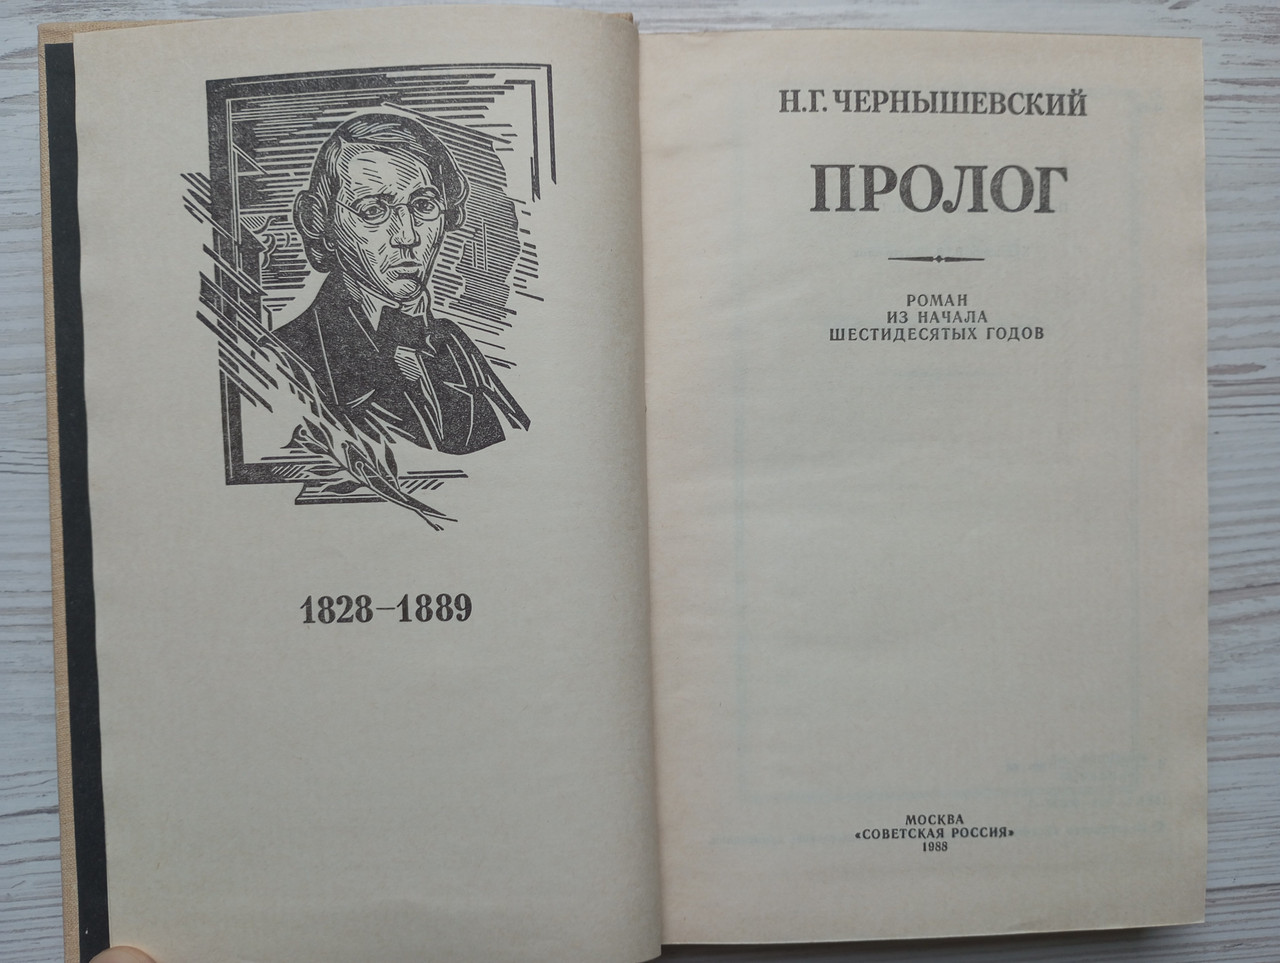 1828–1889
Н.Г. ЧЕРНЫШЕВСКИЙ
ПРОЛОГ
РОМАН
ИЗ НАЧАЛА
ШЕСТИДЕСЯТЫХ ГОДОВ
МОСКВА
«СОВЕТСКАЯ РОССИЯ»
1988